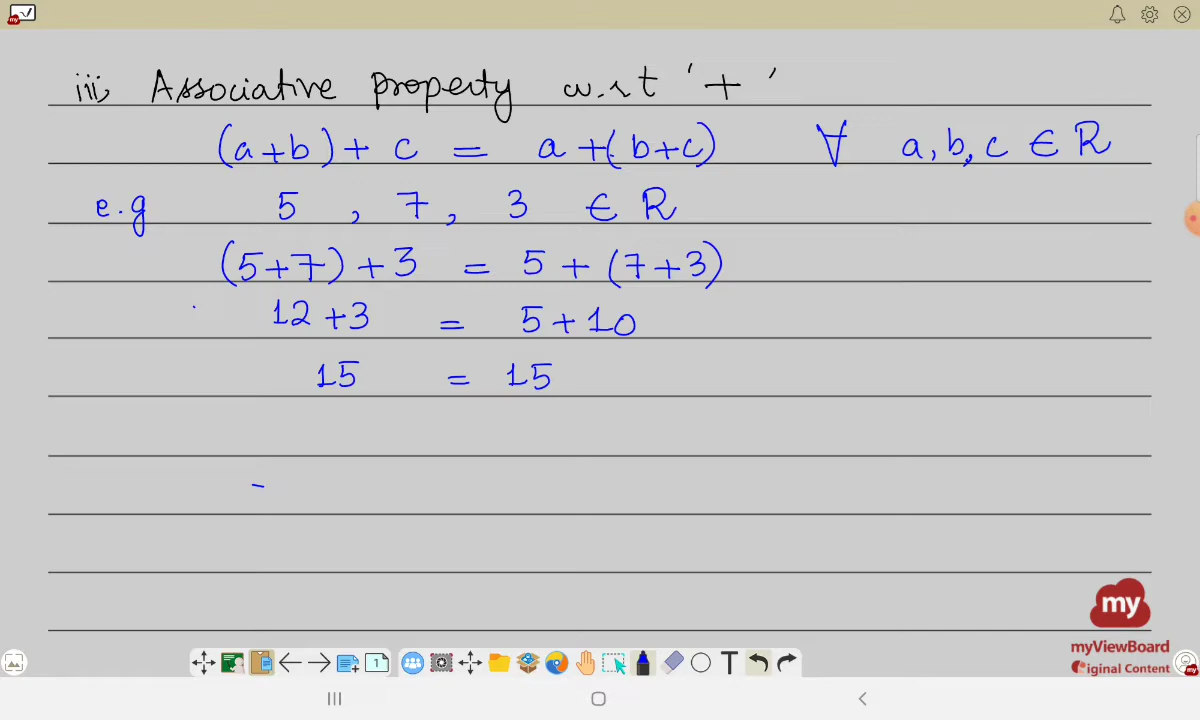 iii, Associative property w.r.t '+'
(a+b)+ c = a +(b+c) ∀ a,b,c ∈ R
e.g 5 , 7 , 3 ∈ R
(5+7)+3 = 5 + (7+3)
12 +3 = 5+10
15 = 15
-
my
myViewBoard
Original Content